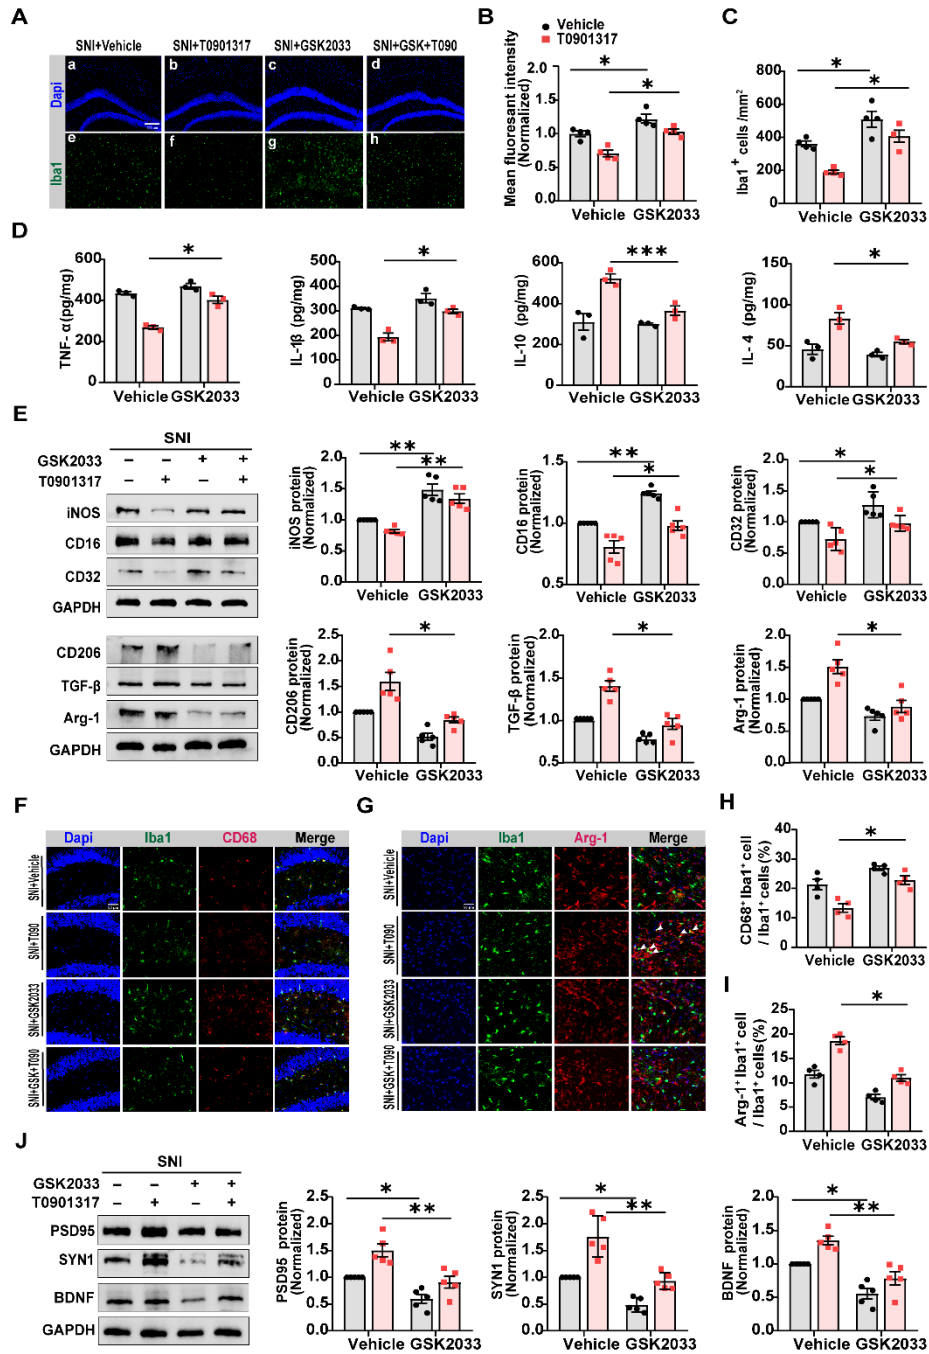 A
SNI+Vehicle SNI+T0901317 SNI+GSK2033 SNI+GSK+T090
Dapi
a b c d
Iba1
e f g h
B
Vehicle
T0901317
Mean fluoresant intensity
(Normalized)
2.0
1.5
1.0
0.5
0.0
* *
Vehicle GSK2033
C
Iba1+ cells /mm2
800
600
400
200
0
* *
Vehicle GSK2033
D
TNF- α(pg/mg)
600
400
200
0
*
Vehicle GSK2033
IL-1β (pg/mg)
500
400
300
200
100
0
*
Vehicle GSK2033
IL-10 (pg/mg)
600
400
200
0
***
Vehicle GSK2033
IL- 4 (pg/mg)
150
100
50
0
*
Vehicle GSK2033
E
SNI
GSK2033 – – + +
T0901317 – + – +
iNOS
CD16
CD32
GAPDH
CD206
TGF-β
Arg-1
GAPDH
iNOS protein
(Normalized)
2.0
1.5
1.0
0.5
0.0
** **
Vehicle GSK2033
CD16 protein
(Normalized)
1.5
1.0
0.5
** *
Vehicle GSK2033
CD32 protein
(Normalized)
2.0
1.5
1.0
0.5
0.0
* *
Vehicle GSK2033
CD206 protein
(Normalized)
2.5
2.0
1.5
1.0
0.5
0.0
*
Vehicle GSK2033
TGF-β protein
(Normalized)
2.0
1.5
1.0
0.5
*
Vehicle GSK2033
Arg-1 protein
(Normalized)
2.0
1.5
1.0
0.5
0.0
*
Vehicle GSK2033
F
Dapi Iba1 CD68 Merge
SNI+Vehicle
SNI+T090
SNI+GSK2033
SNI+GSK+T090
G
Dapi Iba1 Arg-1 Merge
SNI+Vehicle
SNI+T090
SNI+GSK2033
SNI+GSK+T090
H
CD68+ Iba1+ cell
/ Iba1+ cells(%)
40
30
20
10
0
*
Vehicle GSK2033
I
Arg-1+ Iba1+ cell
/ Iba1+ cells(%)
25
20
15
10
5
0
*
Vehicle GSK2033
J
SNI
GSK2033 – – + +
T0901317 – + – +
PSD95
SYN1
BDNF
GAPDH
PSD95 protein
(Normalized)
2.5
2.0
1.5
1.0
0.5
0.0
* **
Vehicle GSK2033
SYN1 protein
(Normalized)
2.5
2.0
1.5
1.0
0.5
0.0
* **
Vehicle GSK2033
BDNF protein
(Normalized)
2.0
1.5
1.0
0.5
0.0
* **
Vehicle GSK2033